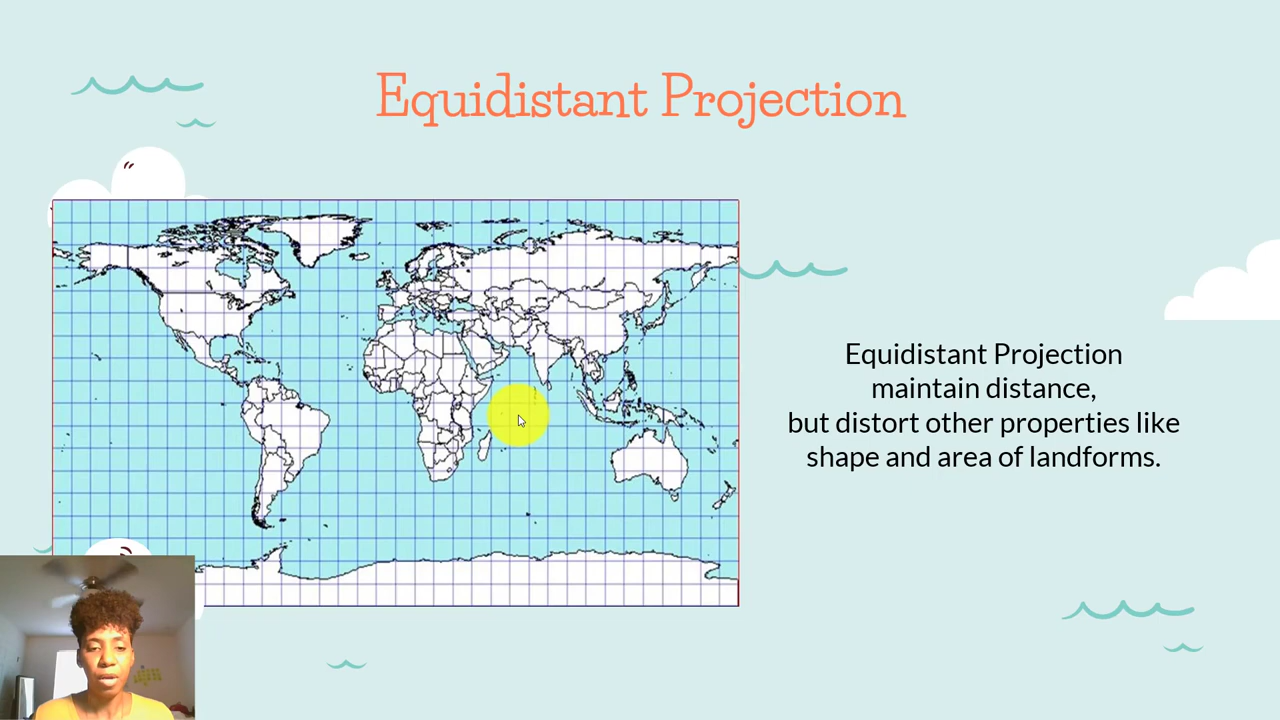 Equidistant Projection
Equidistant Projection
maintain distance,
but distort other properties like
shape and area of landforms.